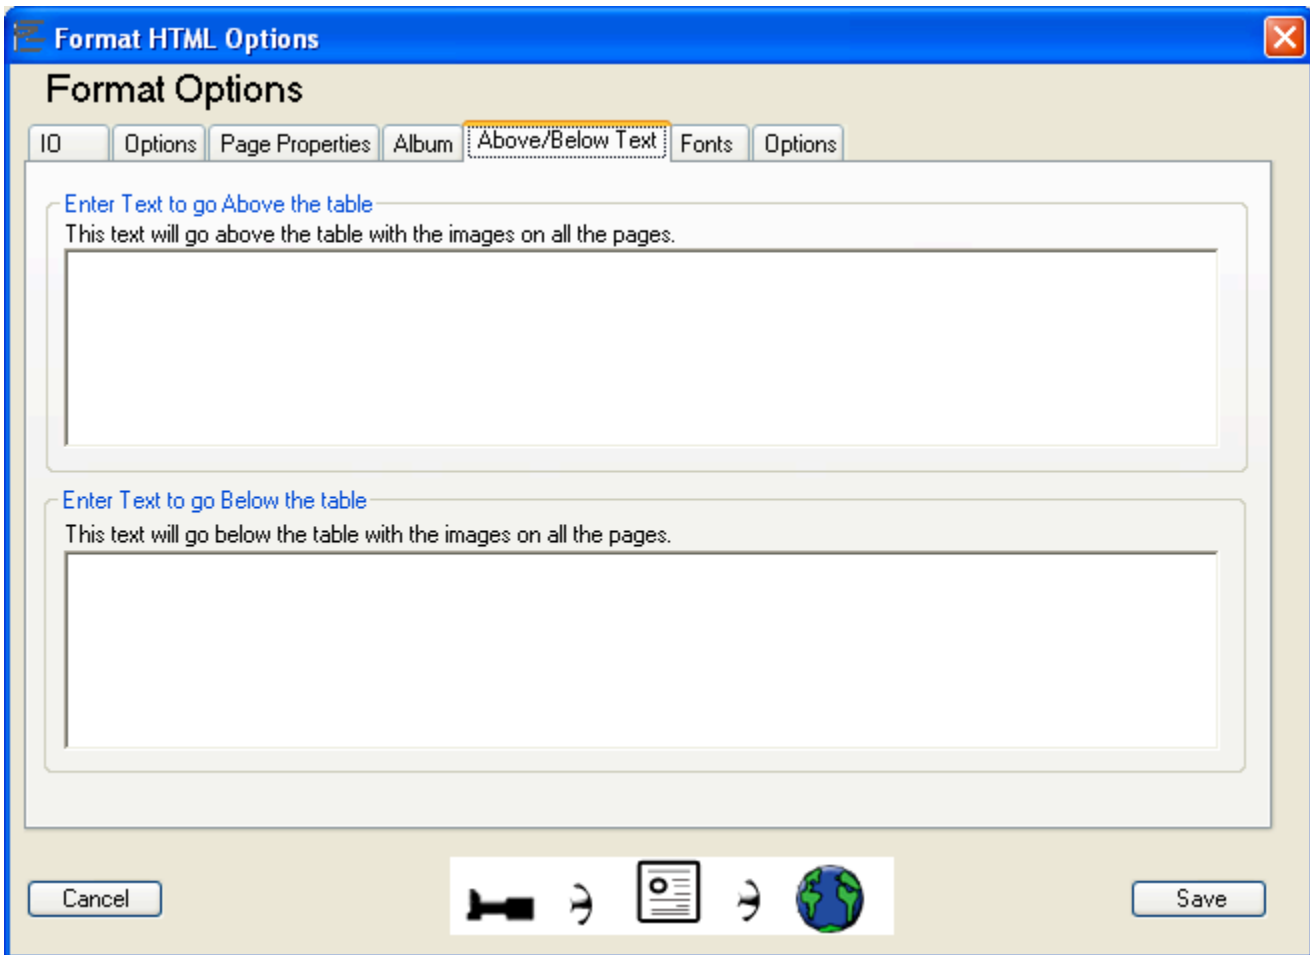 Format HTML Options
Format Options
IO Options Page Properties Album Above/Below Text Fonts Options
Enter Text to go Above the table
This text will go above the table with the images on all the pages.
Enter Text to go Below the table
This text will go below the table with the images on all the pages.
Cancel Save